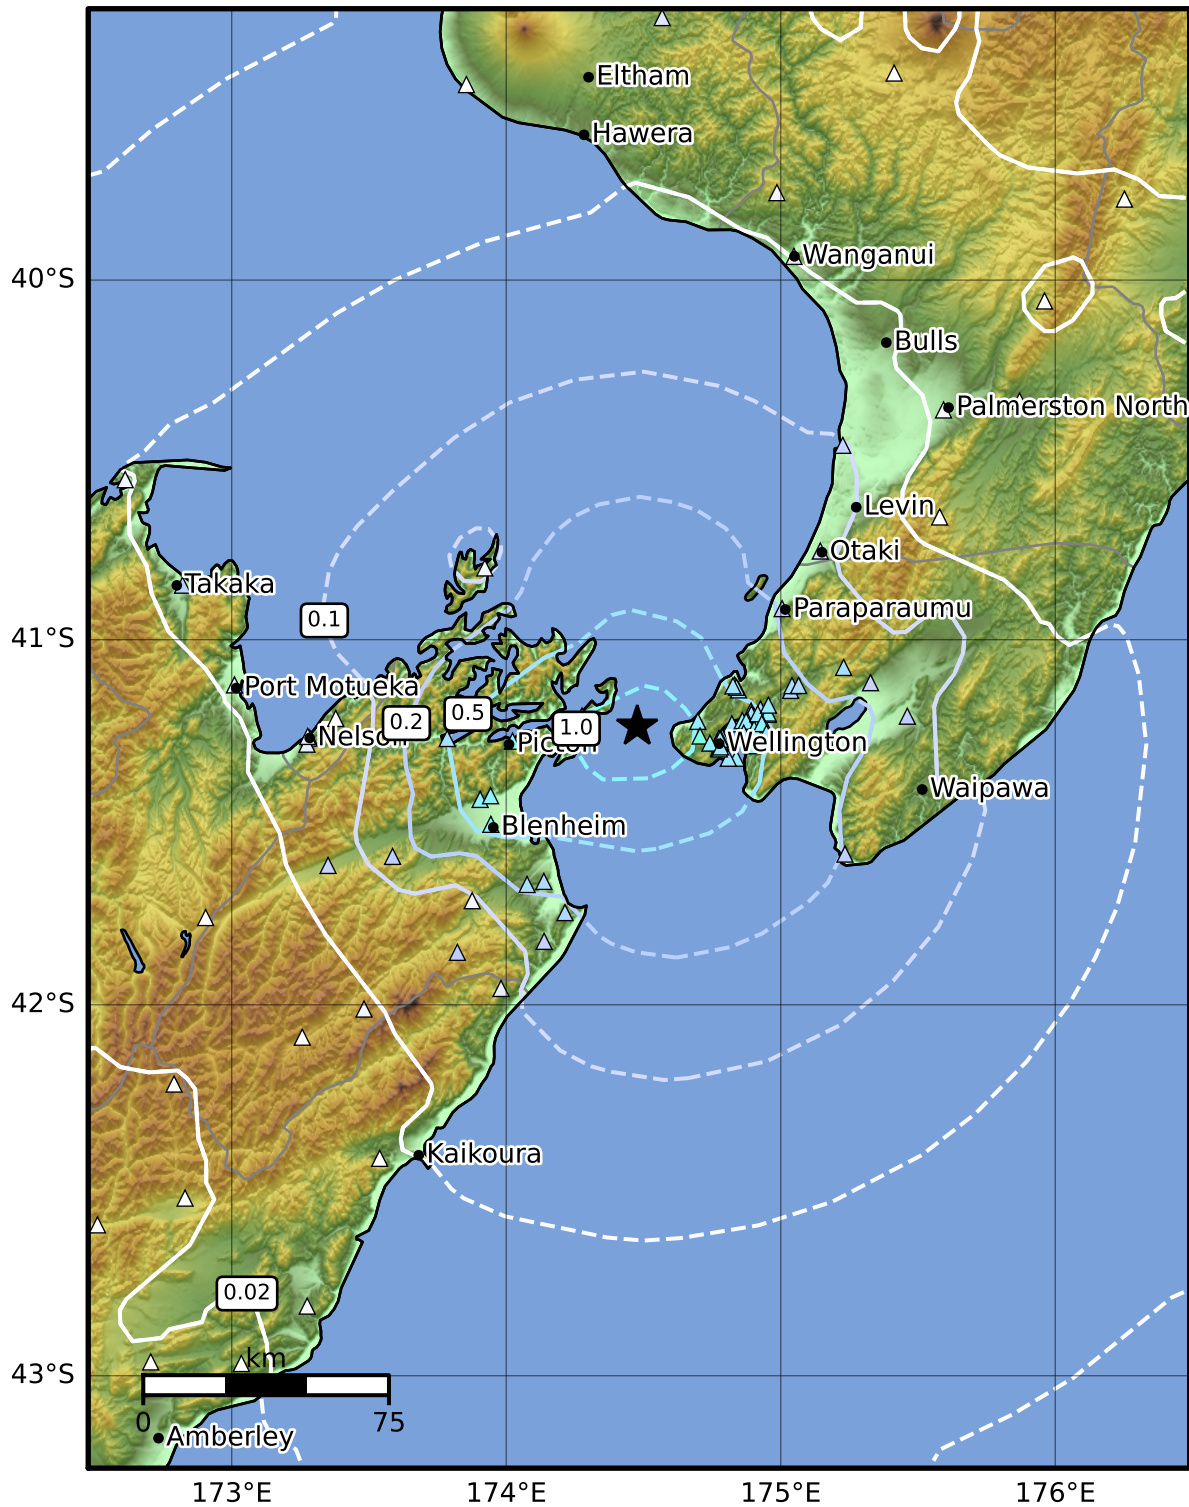 Eltham
Hawera
Wanganui
40°S
Bulls
Palmerston North
Levin
Otaki
Takaka
Paraparaumu
0.1
41°S
Port Motueka
0.5
0.2
1.0
Nelson
Picton
Wellington
Waipawa
Blenheim
42°S
Kaikoura
0.02
km
43°S
0 75
Amberley
173°E 174°E 175°E 176°E